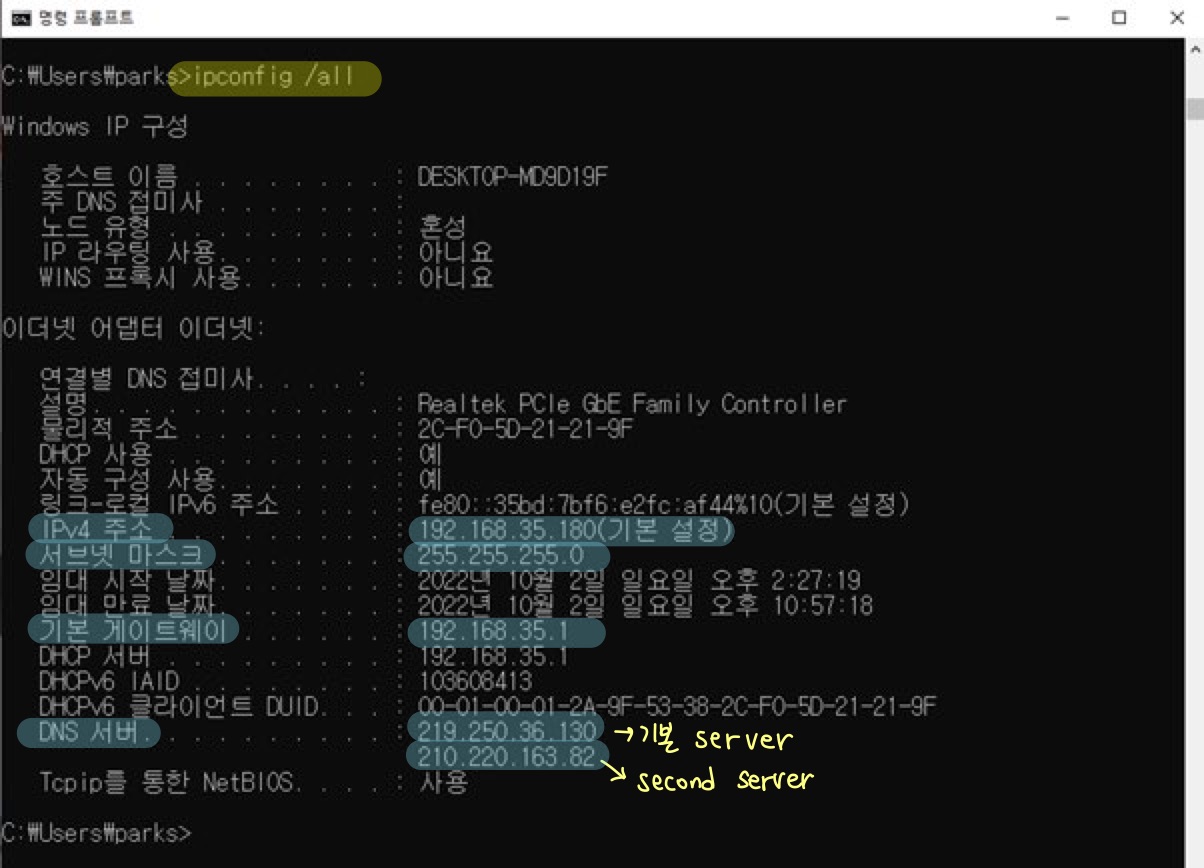 명령 프롬프트
C:\Users\parks>ipconfig /all
Windows IP 구성
호스트 이름 . . . . . . . . : DESKTOP-MD9D19F
주 DNS 접미사 . . . . . . . :
노드 유형 . . . . . . . . . : 혼성
IP 라우팅 사용. . . . . . . : 아니요
WINS 프록시 사용. . . . . . : 아니요
이더넷 어댑터 이더넷:
연결별 DNS 접미사. . . . :
설명. . . . . . . . . . . . : Realtek PCIe GbE Family Controller
물리적 주소 . . . . . . . . : 2C-F0-5D-21-21-9F
DHCP 사용 . . . . . . . . . : 예
자동 구성 사용. . . . . . . : 예
링크-로컬 IPv6 주소 . . . . : fe80::35bd:7bf6:e2fc:af44%10(기본 설정)
IPv4 주소 . . . . . . . . . : 192.168.35.180(기본 설정)
서브넷 마스크 . . . . . . . : 255.255.255.0
임대 시작 날짜. . . . . . . : 2022년 10월 2일 일요일 오후 2:27:19
임대 만료 날짜. . . . . . . : 2022년 10월 2일 일요일 오후 10:57:18
기본 게이트웨이 . . . . . . : 192.168.35.1
DHCP 서버 . . . . . . . . . : 192.168.35.1
DHCPv6 IAID . . . . . . . . : 103608413
DHCPv6 클라이언트 DUID. . . : 00-01-00-01-2A-9F-53-38-2C-F0-5D-21-21-9F
DNS 서버. . . . . . . . . . : 219.250.36.130 → 기본 server
210.220.163.82 → second server
Tcpip를 통한 NetBIOS. . . . : 사용
C:\Users\parks>